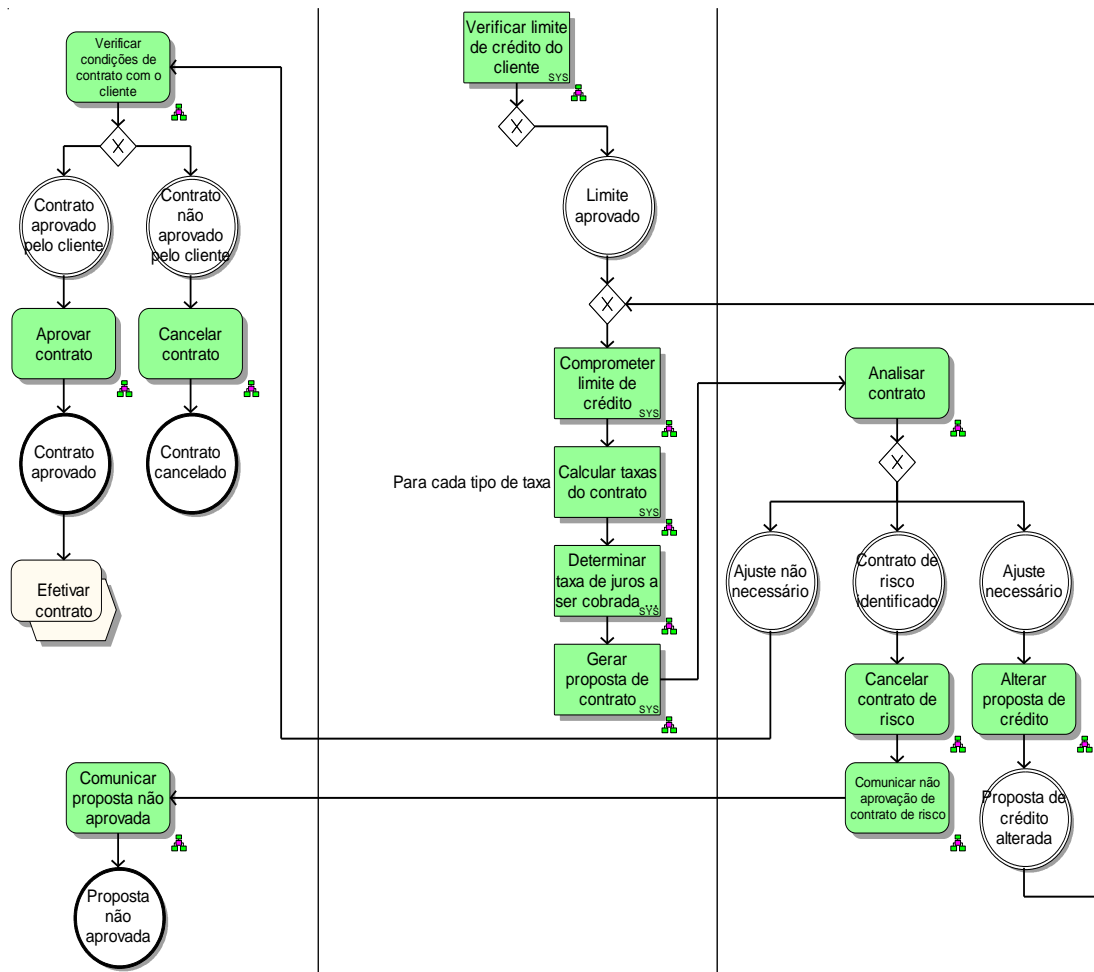 Verificar
condições de
contrato com o
cliente
X
Contrato
aprovado
pelo cliente
Contrato
não
aprovado
pelo cliente
Aprovar
contrato
Cancelar
contrato
Contrato
aprovado
Contrato
cancelado
Efetivar
contrato
Comunicar
proposta não
aprovada
Proposta
não
aprovada
Verificar limite
de crédito do
cliente
SYS
X
Limite
aprovado
X
Comprometer
limite de
crédito
SYS
Para cada tipo de taxa
Calcular taxas
do contrato
SYS
Determinar
taxa de juros a
ser cobrada
SYS
Gerar
proposta de
contrato
SYS
Analisar
contrato
X
Ajuste não
necessário
Contrato de
risco
identificado
Ajuste
necessário
Cancelar
contrato de
risco
Alterar
proposta de
crédito
Comunicar não
aprovação de
contrato de risco
Proposta de
crédito
alterada